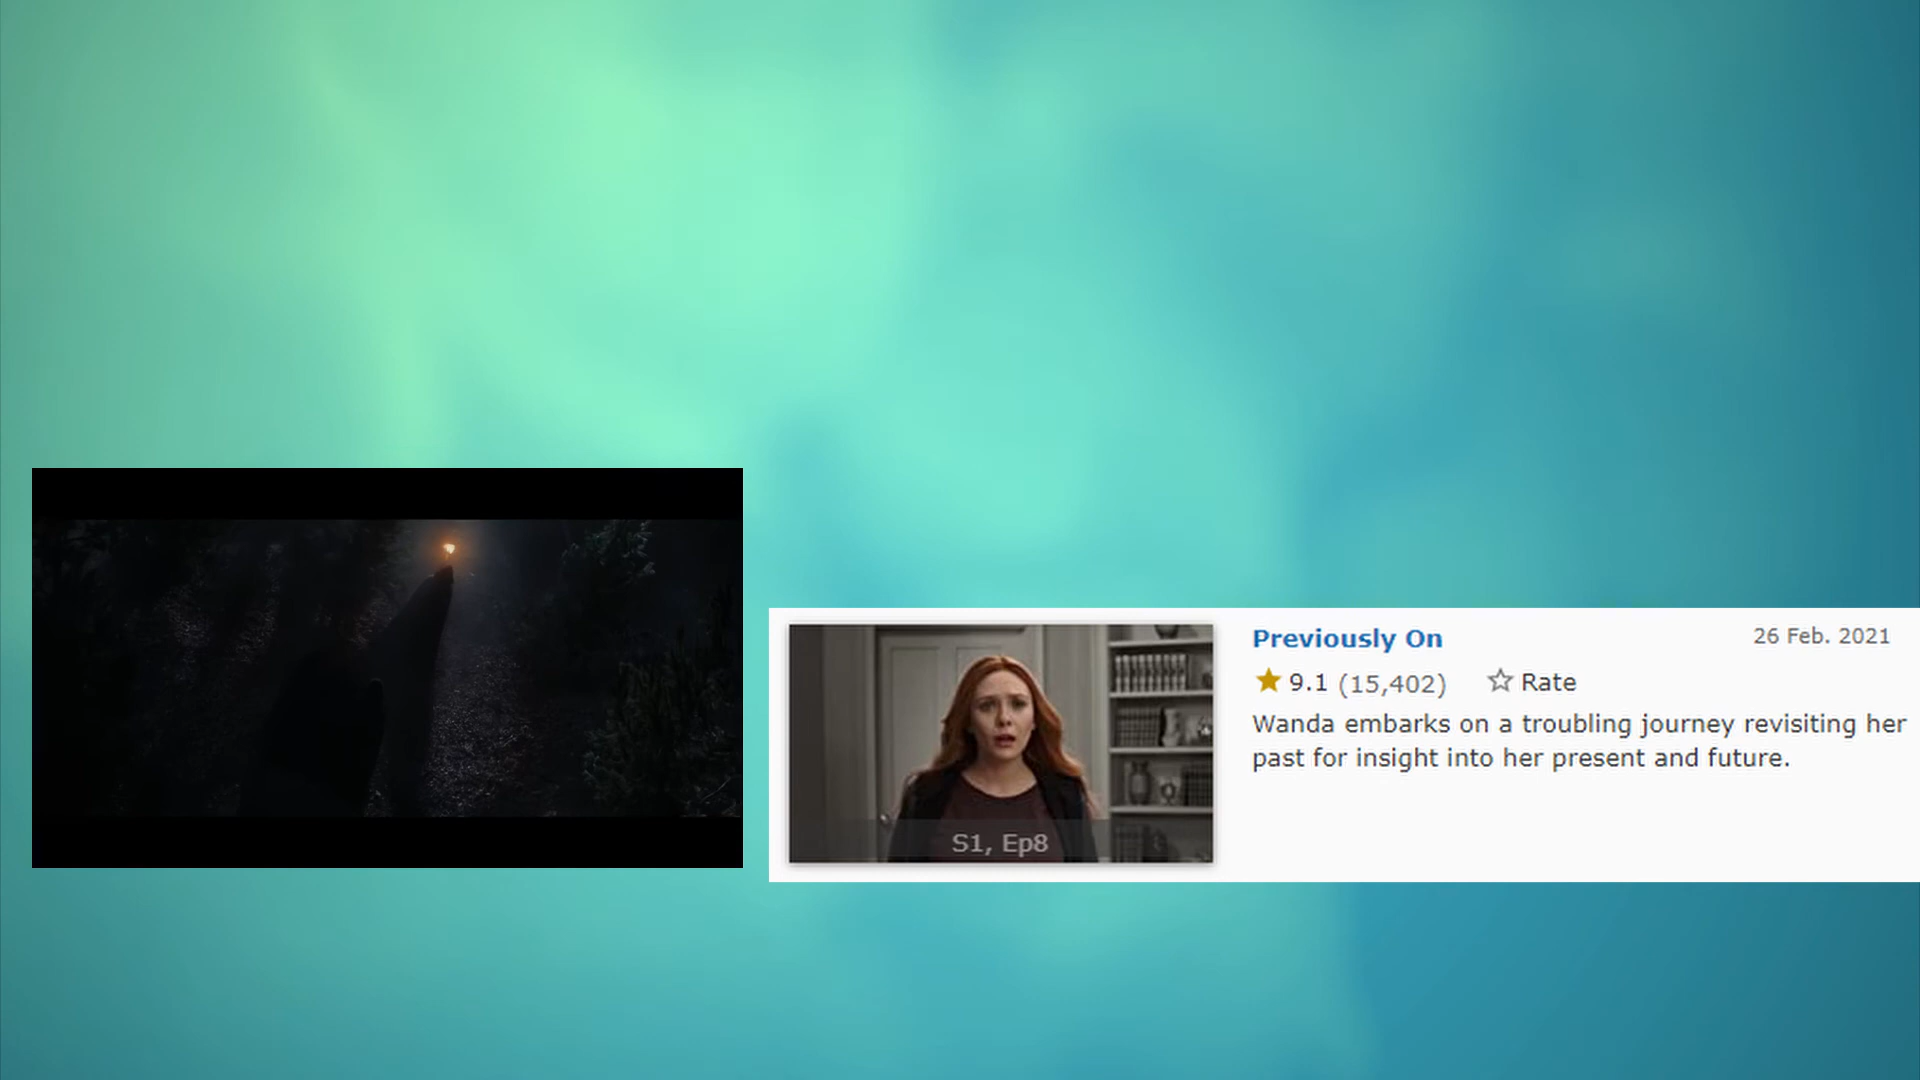 Previously On
26 Feb. 2021
9.1 (15,402) Rate
Wanda embarks on a troubling journey revisiting her
past for insight into her present and future.
S1, Ep8